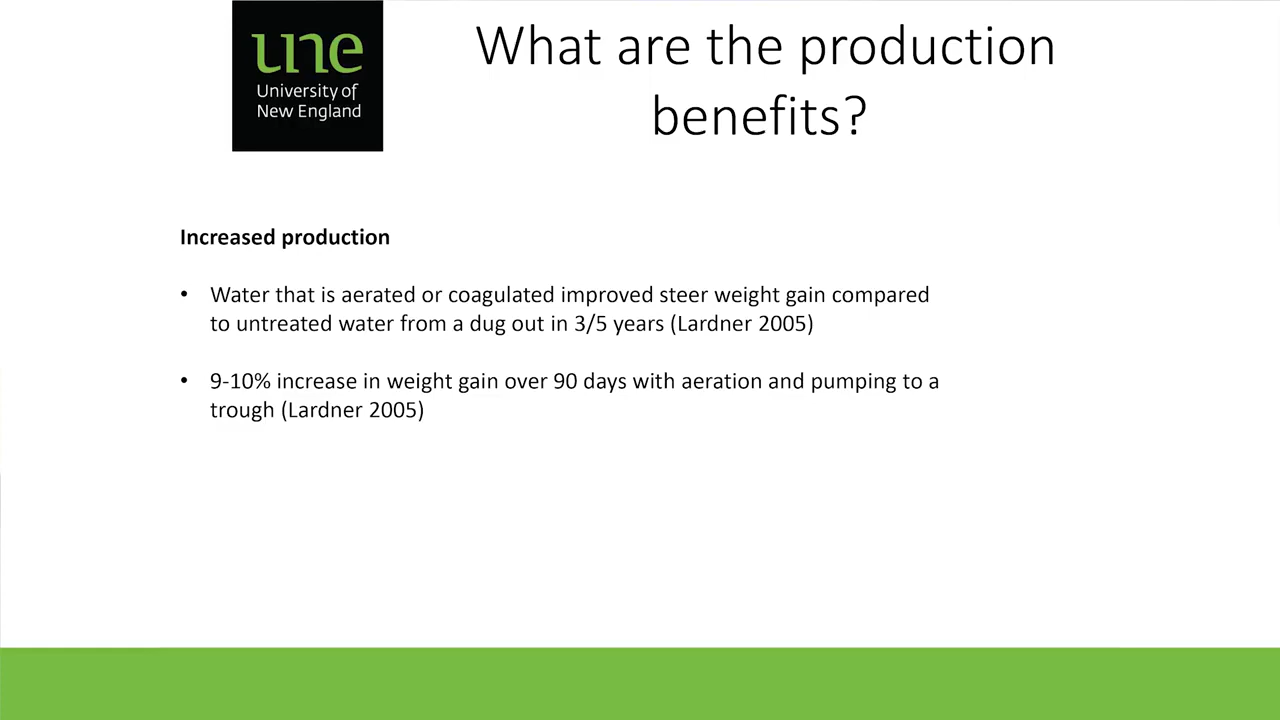 une
University of
New England
What are the production
benefits?
Increased production
• Water that is aerated or coagulated improved steer weight gain compared
to untreated water from a dug out in 3/5 years (Lardner 2005)
• 9-10% increase in weight gain over 90 days with aeration and pumping to a
trough (Lardner 2005)